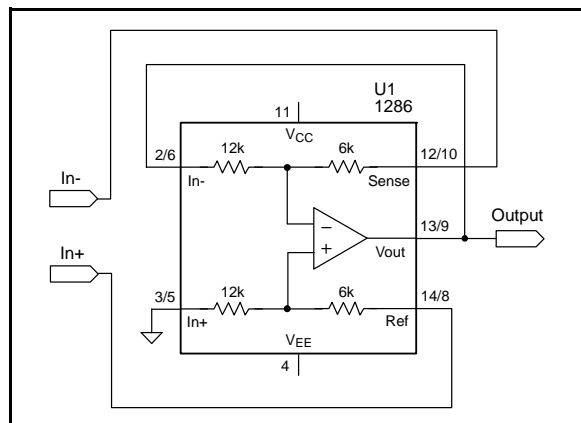 U1
1286
11
VCC
12k
6k
2/6
12/10
In-
In-
Sense
−
13/9
Output
+
Vout
In+
12k
6k
3/5
14/8
In+
Ref
VEE
4